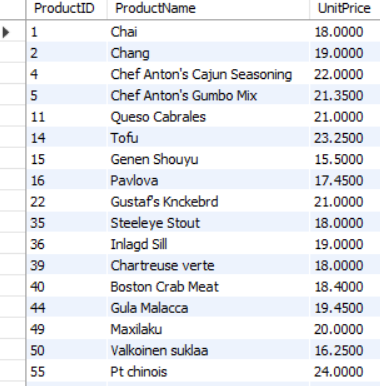 ProductID ProductName UnitPrice
1 Chai 18.0000
2 Chang 19.0000
4 Chef Anton's Cajun Seasoning 22.0000
5 Chef Anton's Gumbo Mix 21.3500
11 Queso Cabrales 21.0000
14 Tofu 23.2500
15 Genen Shouyu 15.5000
16 Pavlova 17.4500
22 Gustaf's Knckebrd 21.0000
35 Steeleye Stout 18.0000
36 Inlagd Sill 19.0000
39 Chartreuse verte 18.0000
40 Boston Crab Meat 18.4000
44 Gula Malacca 19.4500
49 Maxilaku 20.0000
50 Valkoinen suklaa 16.2500
55 Pt chinois 24.0000